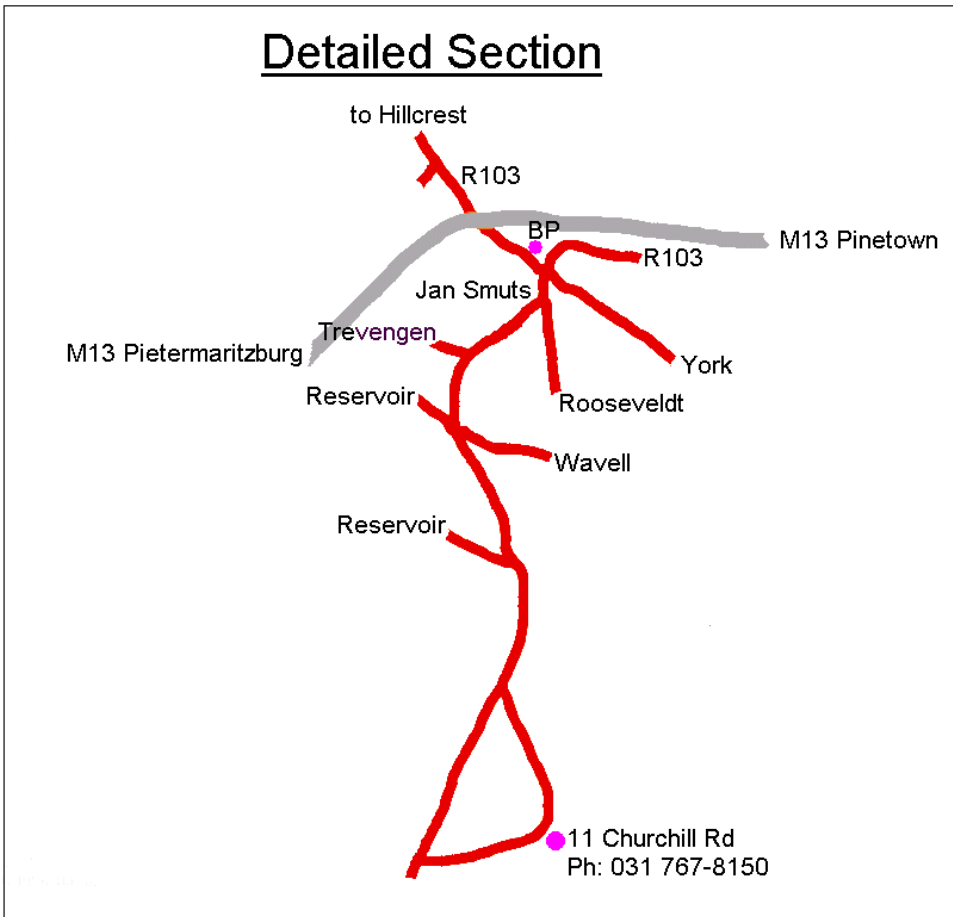 Detailed Section
to Hillcrest
R103
BP
M13 Pinetown
R103
Jan Smuts
Trevengen
M13 Pietermaritzburg
York
Reservoir
Rooseveldt
Wavell
Reservoir
11 Churchill Rd
Ph: 031 767-8150